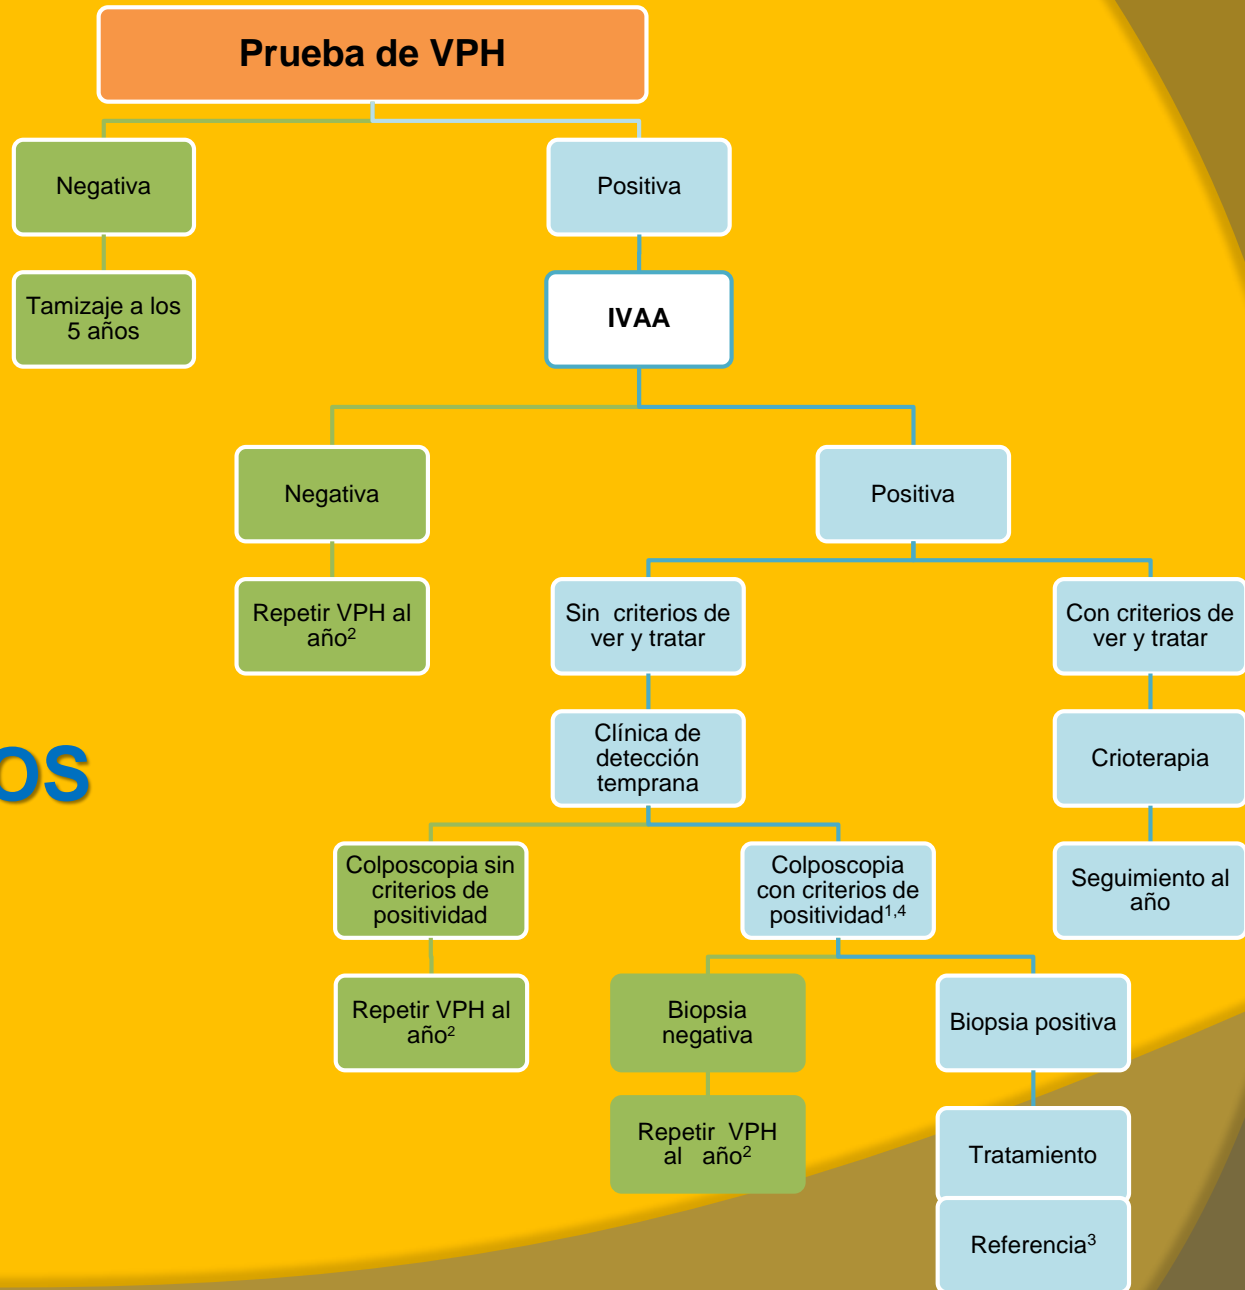 Prueba de VPH
Negativa
Positiva
Tamizaje a los
5 años
IVAA
Negativa
Positiva
Repetir VPH al
año²
Sin criterios de
ver y tratar
Con criterios de
ver y tratar
Clínica de
detección
temprana
Crioterapia
OS
Colposcopia sin
criterios de
positividad
Colposcopia
con criterios de
positividad¹,⁴
Seguimiento al
año
Repetir VPH al
año²
Biopsia
negativa
Biopsia positiva
Repetir VPH
al año²
Tratamiento
Referencia³